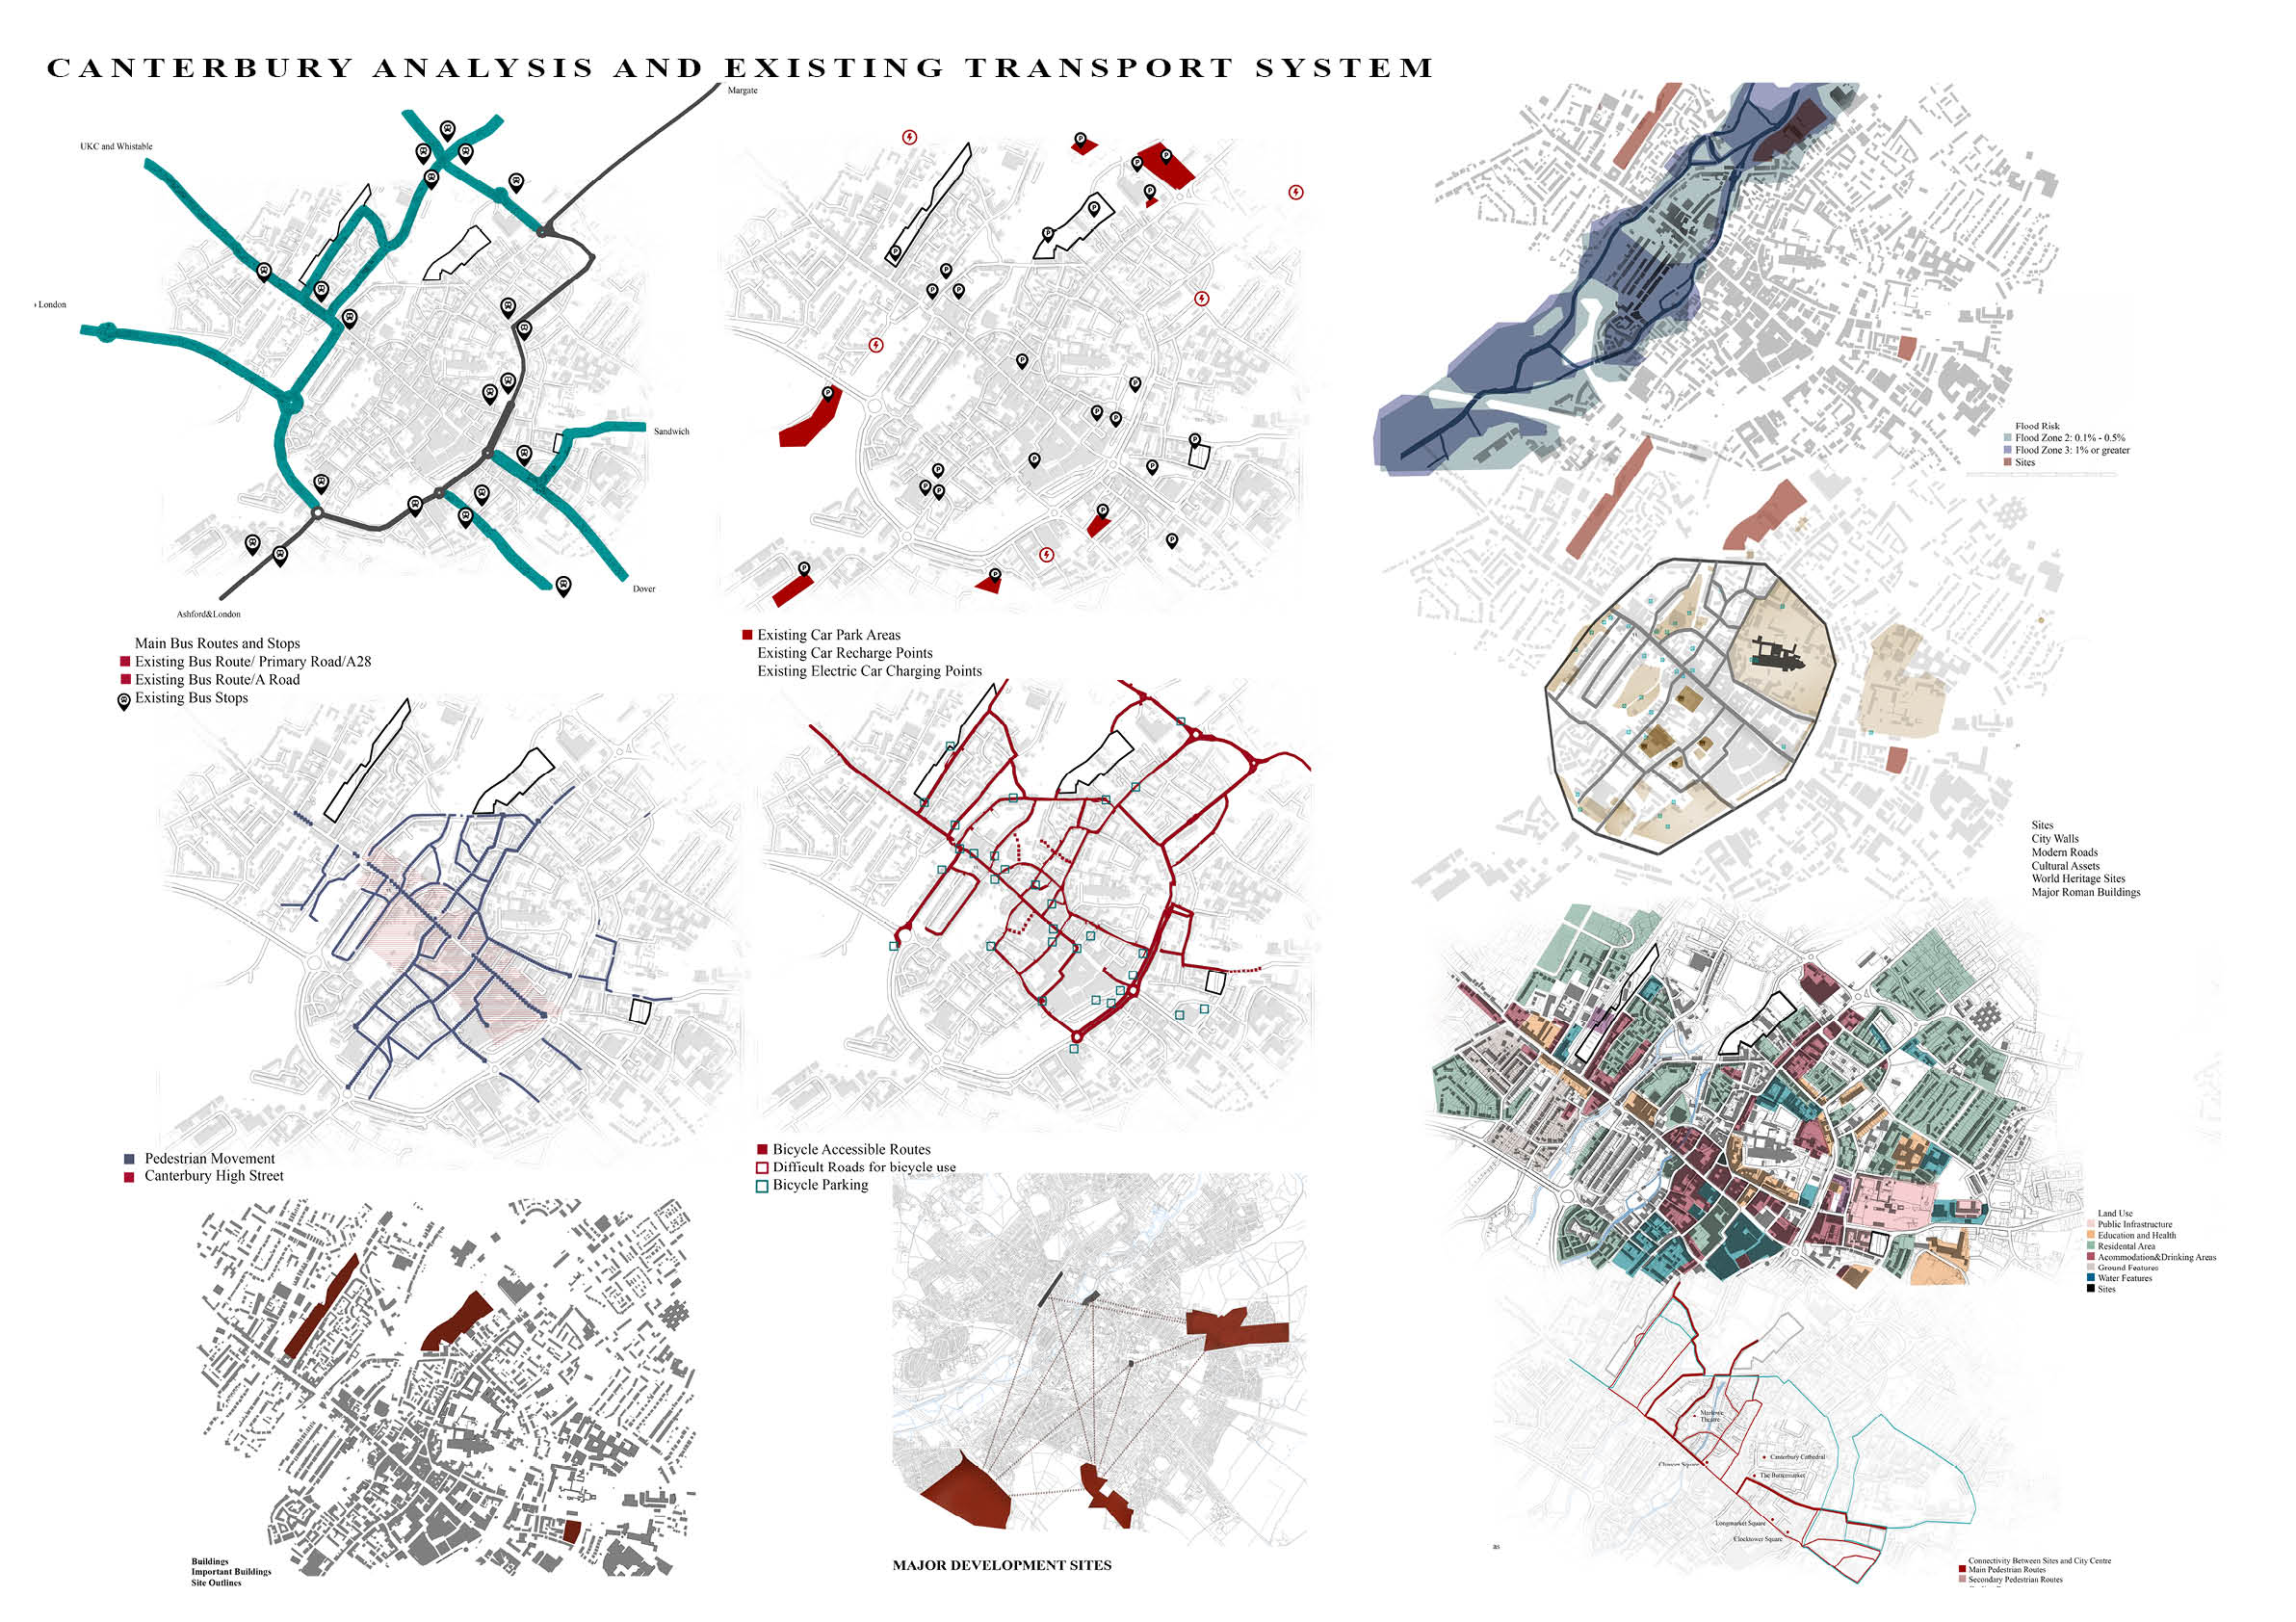 CANTERBURY ANALYSIS AND EXISTING TRANSPORT SYSTEM
Margate
UKC and Whistable
London
Sandwich
Dover
Ashford&London
Main Bus Routes and Stops
Existing Bus Route/ Primary Road/A28
Existing Bus Route/A Road
Existing Bus Stops
Existing Car Park Areas
Existing Car Recharge Points
Existing Electric Car Charging Points
Pedestrian Movement
Canterbury High Street
Bicycle Accessible Routes
Difficult Roads for bicycle use
Bicycle Parking
Buildings
Important Buildings
Site Outlines
MAJOR DEVELOPMENT SITES
Flood Risk
Flood Zone 2: 0.1% - 0.5%
Flood Zone 3: 1% or greater
Sites
Sites
City Walls
Modern Roads
Cultural Assets
World Heritage Sites
Major Roman Buildings
Land Use
Public Infrastructure
Education and Health
Residental Area
Acommodation&Drinking Areas
Ground Features
Water Features
Sites
Marlowe
Theatre
Canterbury Cathedral
The Buttermarket
Longmarket Square
Clocktower Square
Connectivity Between Sites and City Centre
Main Pedestrian Routes
Secondary Pedestrian Routes